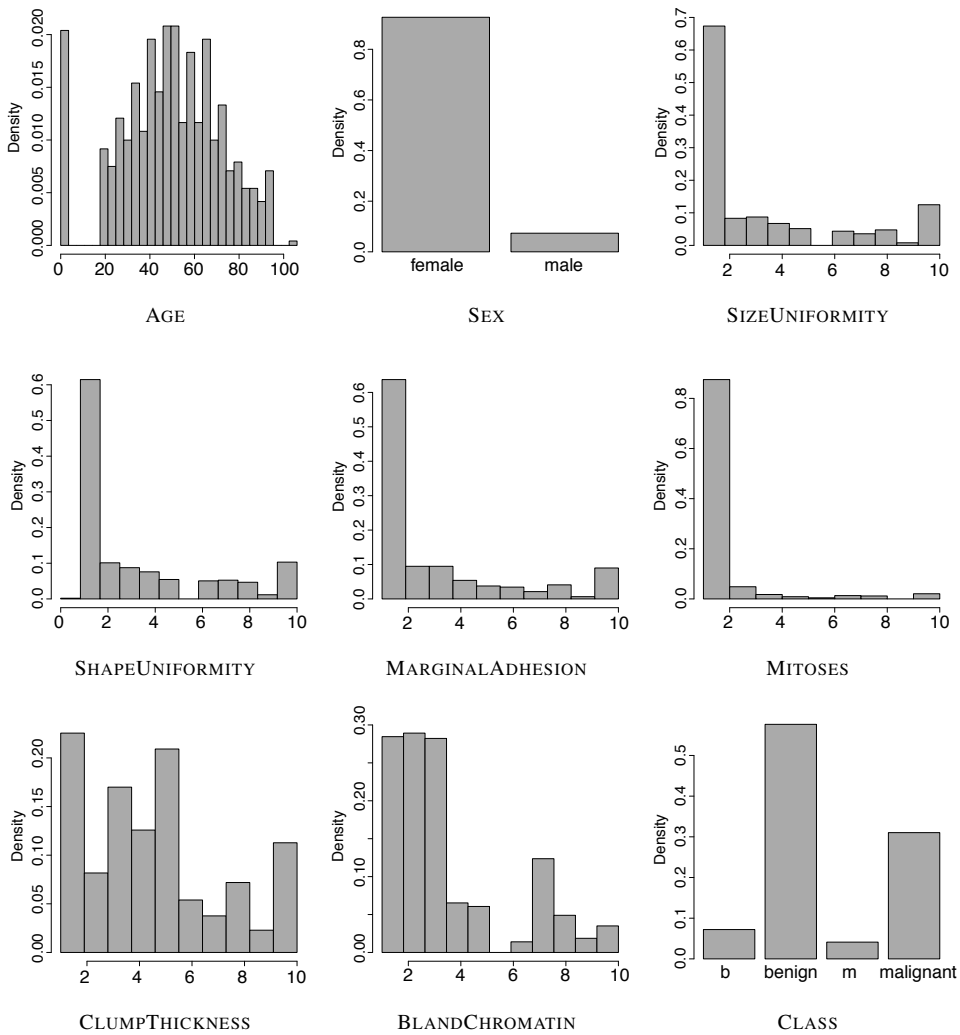 Density
0.000 0.005 0.010 0.015 0.020
0 20 40 60 80 100
AGE
Density
0.0 0.2 0.4 0.6 0.8
female male
SEX
Density
0.0 0.1 0.2 0.3 0.4 0.5 0.6 0.7
2 4 6 8 10
SIZEUNIFORMITY
Density
0.0 0.1 0.2 0.3 0.4 0.5 0.6
0 2 4 6 8 10
SHAPEUNIFORMITY
Density
0.0 0.1 0.2 0.3 0.4 0.5 0.6
2 4 6 8 10
MARGINALADHESION
Density
0.0 0.2 0.4 0.6 0.8
2 4 6 8 10
MITOSES
Density
0.00 0.05 0.10 0.15 0.20
2 4 6 8 10
CLUMPTHICKNESS
Density
0.00 0.10 0.20 0.30
2 4 6 8 10
BLANDCHROMATIN
Density
0.0 0.1 0.2 0.3 0.4 0.5
b benign m malignant
CLASS